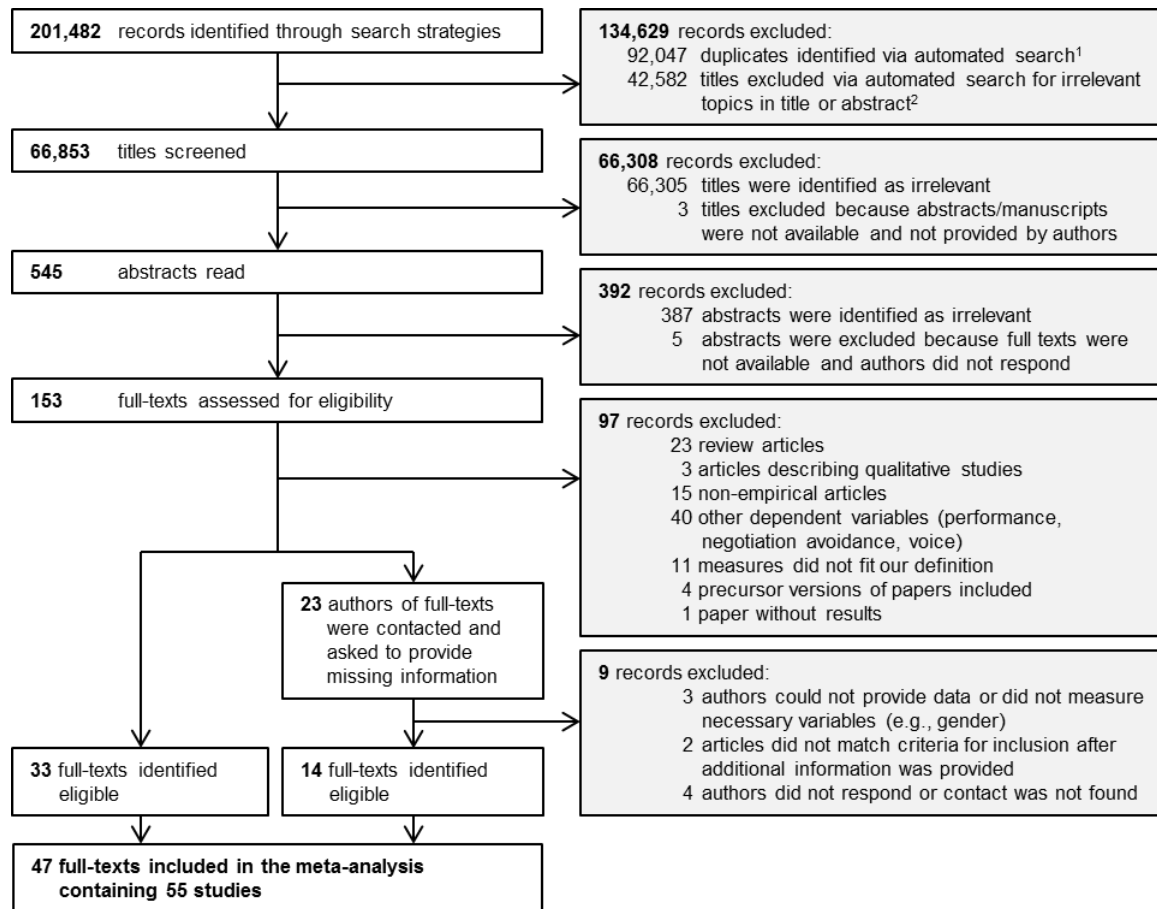 201,482 records identified through search strategies
134,629 records excluded:
92,047 duplicates identified via automated search¹
42,582 titles excluded via automated search for irrelevant
topics in title or abstract²
66,853 titles screened
66,308 records excluded:
66,305 titles were identified as irrelevant
3 titles excluded because abstracts/manuscripts
were not available and not provided by authors
545 abstracts read
392 records excluded:
387 abstracts were identified as irrelevant
5 abstracts were excluded because full texts were
not available and authors did not respond
153 full-texts assessed for eligibility
97 records excluded:
23 review articles
3 articles describing qualitative studies
15 non-empirical articles
40 other dependent variables (performance,
negotiation avoidance, voice)
11 measures did not fit our definition
4 precursor versions of papers included
1 paper without results
23 authors of full-texts
were contacted and
asked to provide
missing information
9 records excluded:
3 authors could not provide data or did not measure
necessary variables (e.g., gender)
2 articles did not match criteria for inclusion after
additional information was provided
4 authors did not respond or contact was not found
33 full-texts identified
eligible
14 full-texts identified
eligible
47 full-texts included in the meta-analysis
containing 55 studies